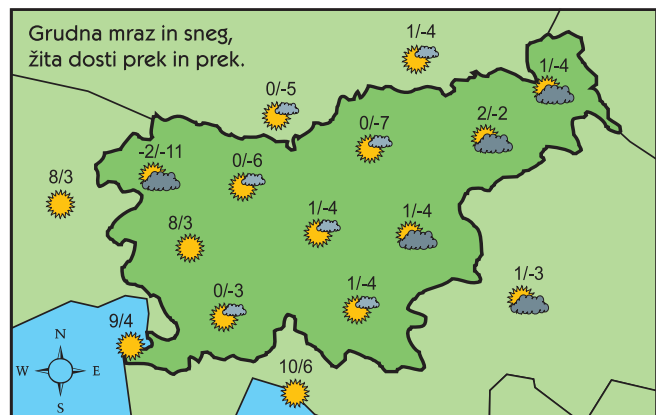 Grudna mraz in sneg,
žita dosti prek in prek.
1/-4
1/-4
0/-5
2/-2
0/-7
-2/-11
0/-6
8/3
1/-4
1/-4
8/3
1/-3
0/-3
1/-4
9/4
10/6
N
W
E
S